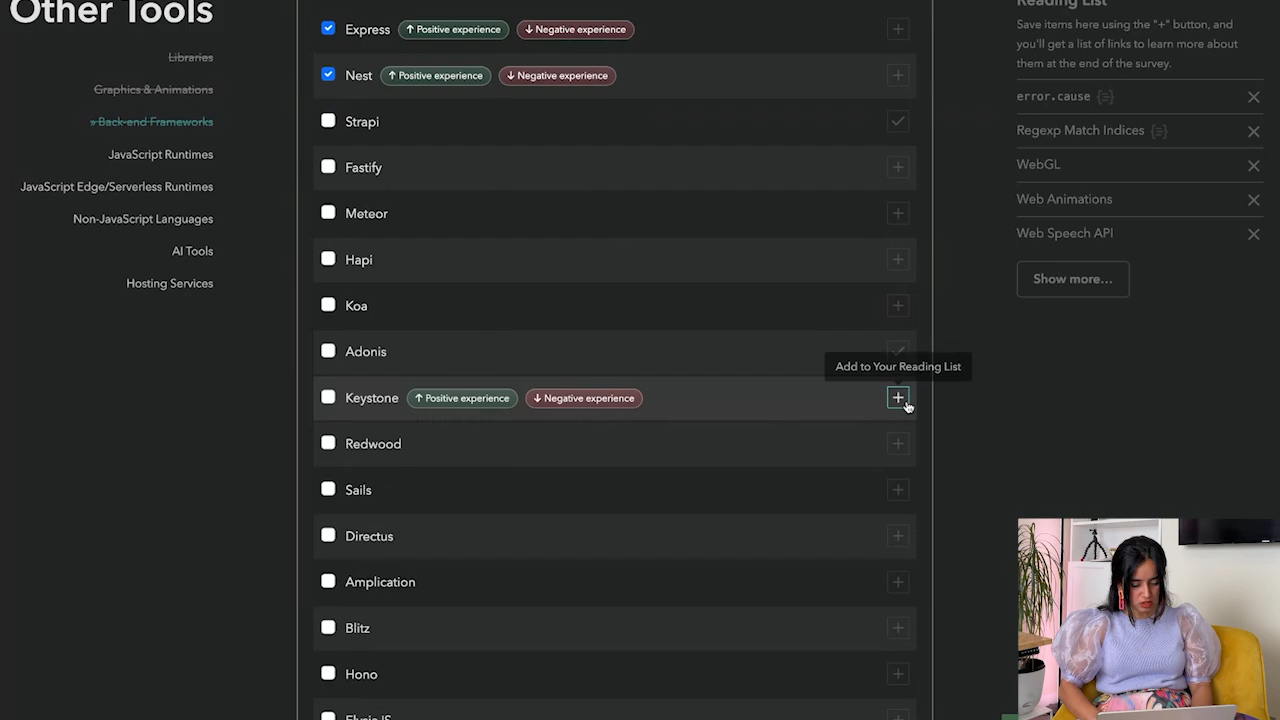 Other Tools
Libraries
Graphics & Animations
» Back-end Frameworks
JavaScript Runtimes
JavaScript Edge/Serverless Runtimes
Non-JavaScript Languages
AI Tools
Hosting Services
Express ↑ Positive experience ↓ Negative experience
Nest ↑ Positive experience ↓ Negative experience
Strapi
Fastify
Meteor
Hapi
Koa
Adonis
Add to Your Reading List
Keystone ↑ Positive experience ↓ Negative experience
Redwood
Sails
Directus
Amplication
Blitz
Hono
ElysiaJS
Reading List
Save items here using the "+" button, and
you'll get a list of links to learn more about
them at the end of the survey.
error.cause
Regexp Match Indices
WebGL
Web Animations
Web Speech API
Show more...